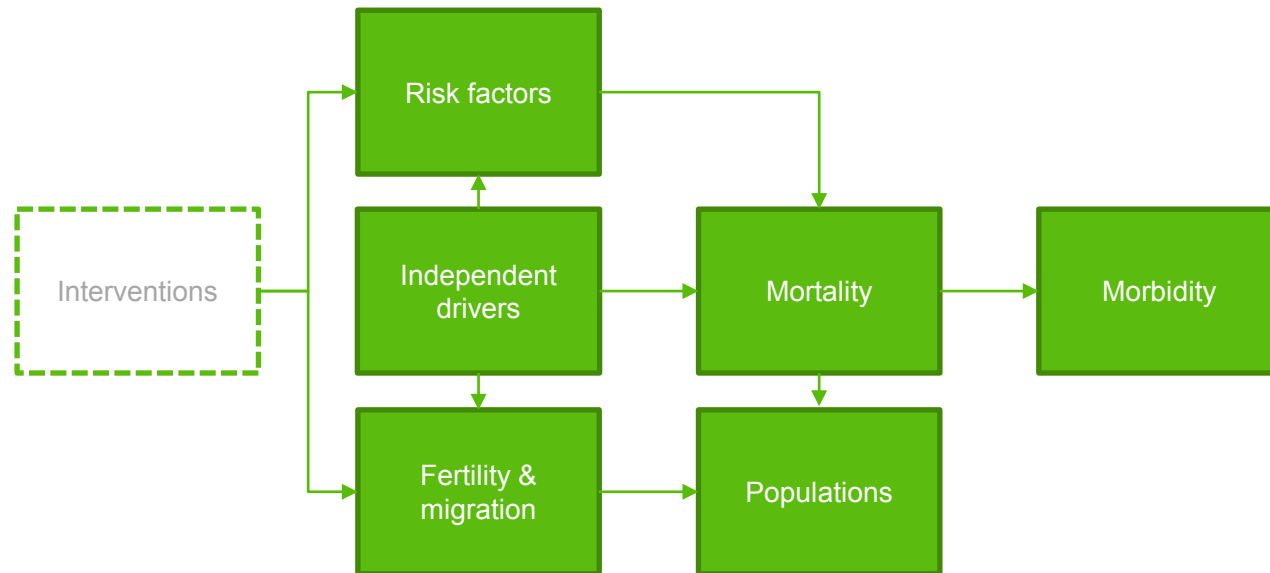 Risk factors
Interventions
Independent
drivers
Mortality
Morbidity
Fertility &
migration
Populations